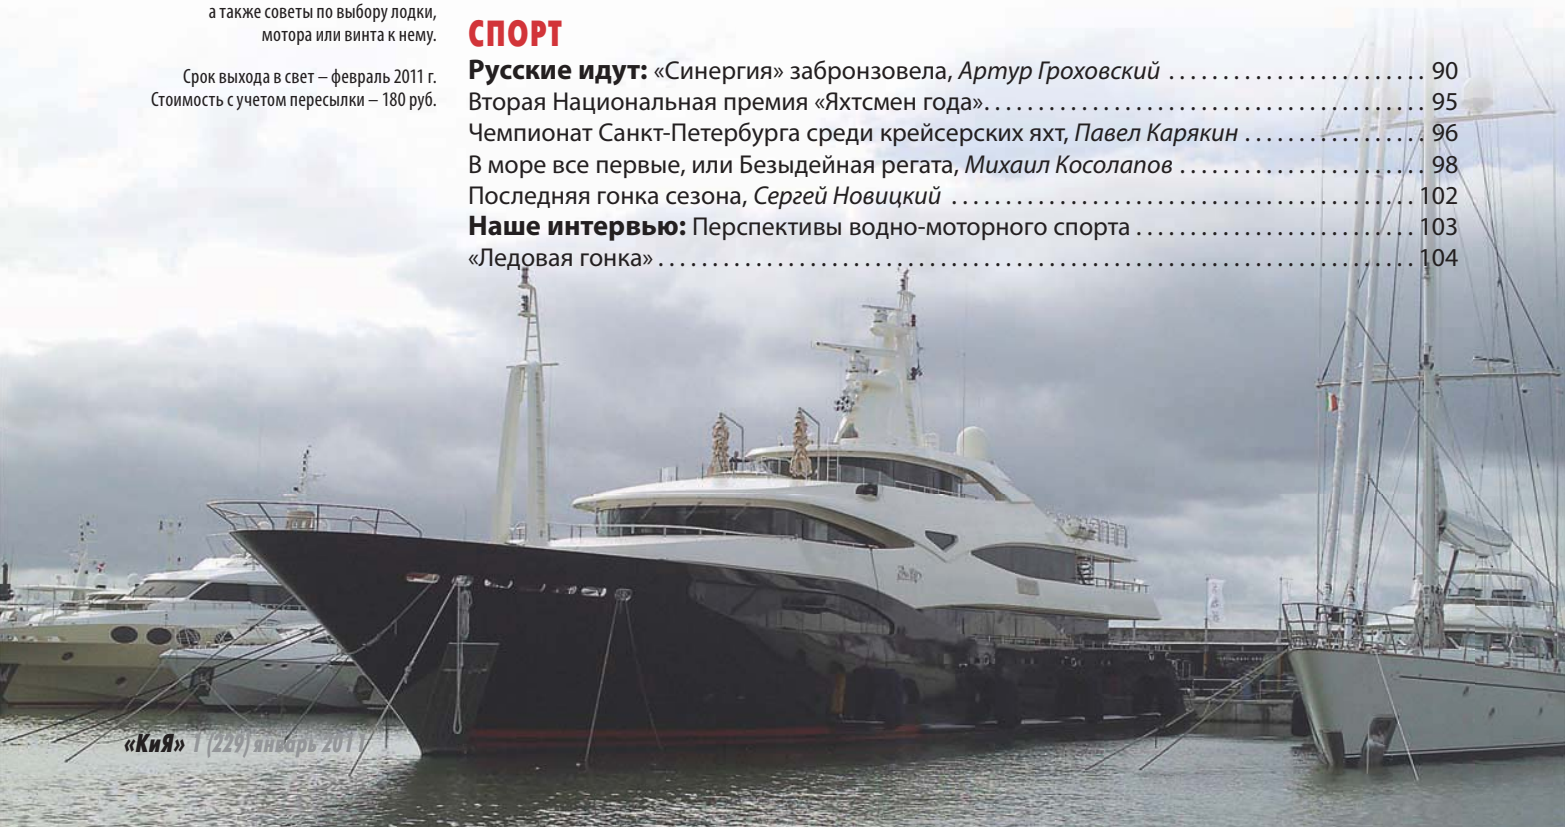 а также советы по выбору лодки,
мотора или винта к нему.
Срок выхода в свет – февраль 2011 г.
Стоимость с учетом пересылки – 180 руб.
СПОРТ
Русские идут: «Синергия» забронзовела, Артур Гроховский ........................ 90
Вторая Национальная премия «Яхтсмен года»......................................... 95
Чемпионат Санкт-Петербурга среди крейсерских яхт, Павел Карякин ................. 96
В море все первые, или Безыдейная регата, Михаил Косолапов ....................... 98
Последняя гонка сезона, Сергей Новицкий ........................................... 102
Наше интервью: Перспективы водно-моторного спорта .......................... 103
«Ледовая гонка» ....................................................................... 104
«КиЯ» 1 (229) январь 2011